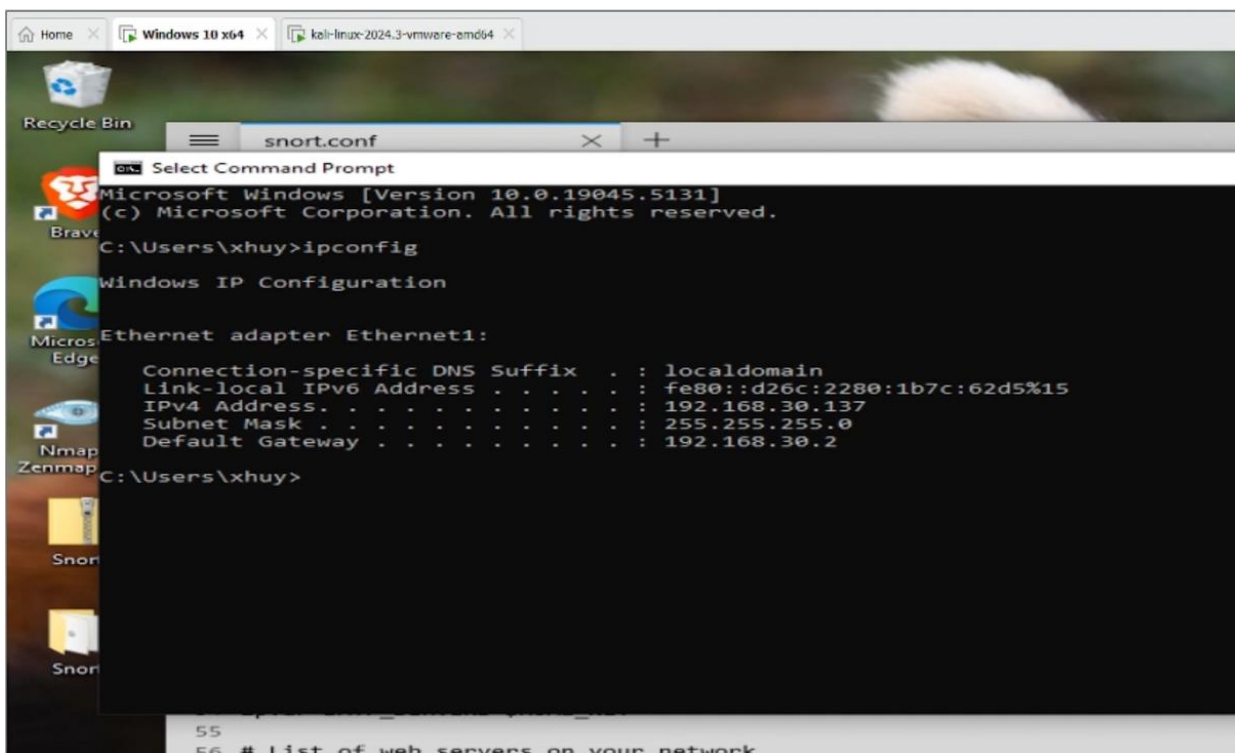 Home
Windows 10 x64
kali-linux-2024.3-vmware-amd64
Recycle Bin
snort.conf
Select Command Prompt
Microsoft Windows [Version 10.0.19045.5131]
(c) Microsoft Corporation. All rights reserved.
Brave
C:\Users\xhuy>ipconfig
Windows IP Configuration
Ethernet adapter Ethernet1:
Micros
Edge
Connection-specific DNS Suffix . : localdomain
Link-local IPv6 Address . . . . . : fe80::d26c:2280:1b7c:62d5%15
IPv4 Address. . . . . . . . . . . : 192.168.30.137
Subnet Mask . . . . . . . . . . . : 255.255.255.0
Default Gateway . . . . . . . . . : 192.168.30.2
Nmap
Zenmap
C:\Users\xhuy>
Snor
Snor
55
56 # List of web servers on your network